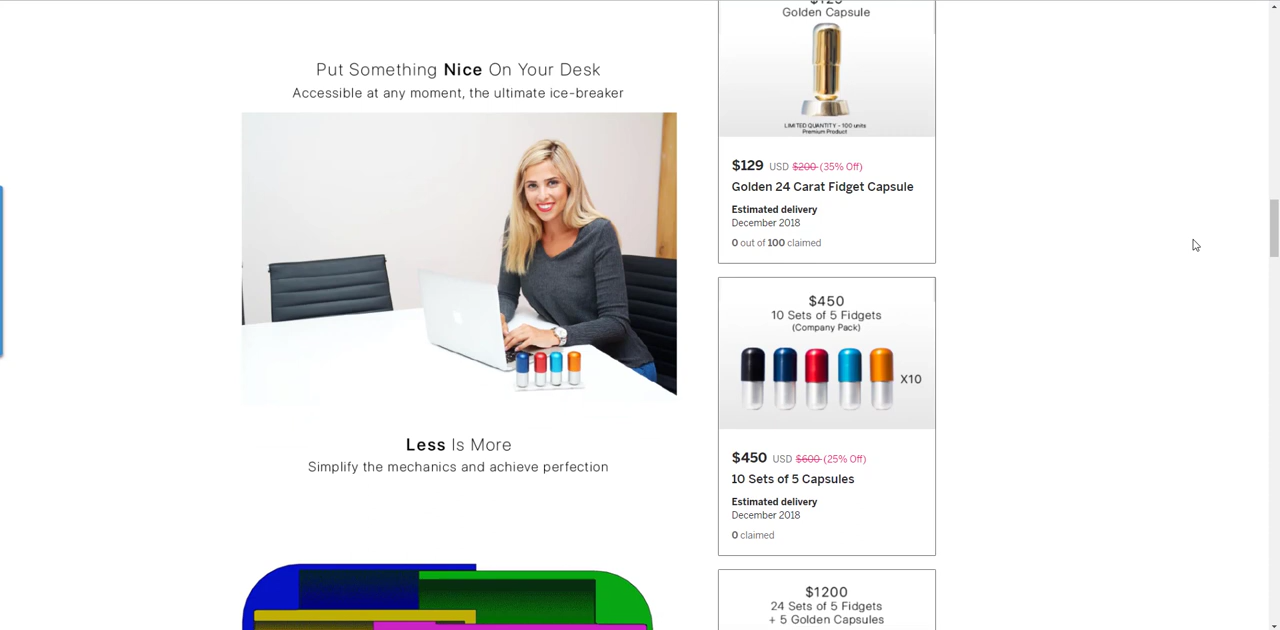 Put Something Nice On Your Desk
Accessible at any moment, the ultimate ice-breaker
Less Is More
Simplify the mechanics and achieve perfection
Golden Capsule
LIMITED QUANTITY - 100 units
Premium Product
$129 USD $200 (35% Off)
Golden 24 Carat Fidget Capsule
Estimated delivery
December 2018
0 out of 100 claimed
$450
10 Sets of 5 Fidgets
(Company Pack)
X10
$450 USD $600 (25% Off)
10 Sets of 5 Capsules
Estimated delivery
December 2018
0 claimed
$1200
24 Sets of 5 Fidgets
+ 5 Golden Capsules